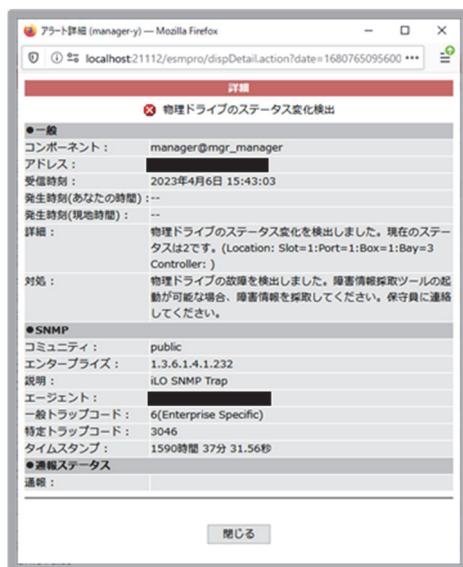 アラート詳細 (manager-y) — Mozilla Firefox
localhost:21112/esmpro/dispDetail.action?date=1680765095600
詳細
物理ドライブのステータス変化検出
●一般
コンポーネント： manager@mgr_manager
アドレス：
受信時刻： 2023年4月6日 15:43:03
発生時刻(あなたの時間)：--
発生時刻(現地時間)： --
詳細： 物理ドライブのステータス変化を検出しました。現在のステー
タスは2です。(Location: Slot=1:Port=1:Box=1:Bay=3
Controller: )
対処： 物理ドライブの故障を検出しました。障害情報採取ツールの起
動が可能な場合、障害情報を採取してください。保守員に連絡
してください。
●SNMP
コミュニティ： public
エンタープライズ： 1.3.6.1.4.1.232
説明： iLO SNMP Trap
エージェント：
一般トラップコード： 6(Enterprise Specific)
特定トラップコード： 3046
タイムスタンプ： 1590時間 37分 31.56秒
●通報ステータス
通報：
閉じる